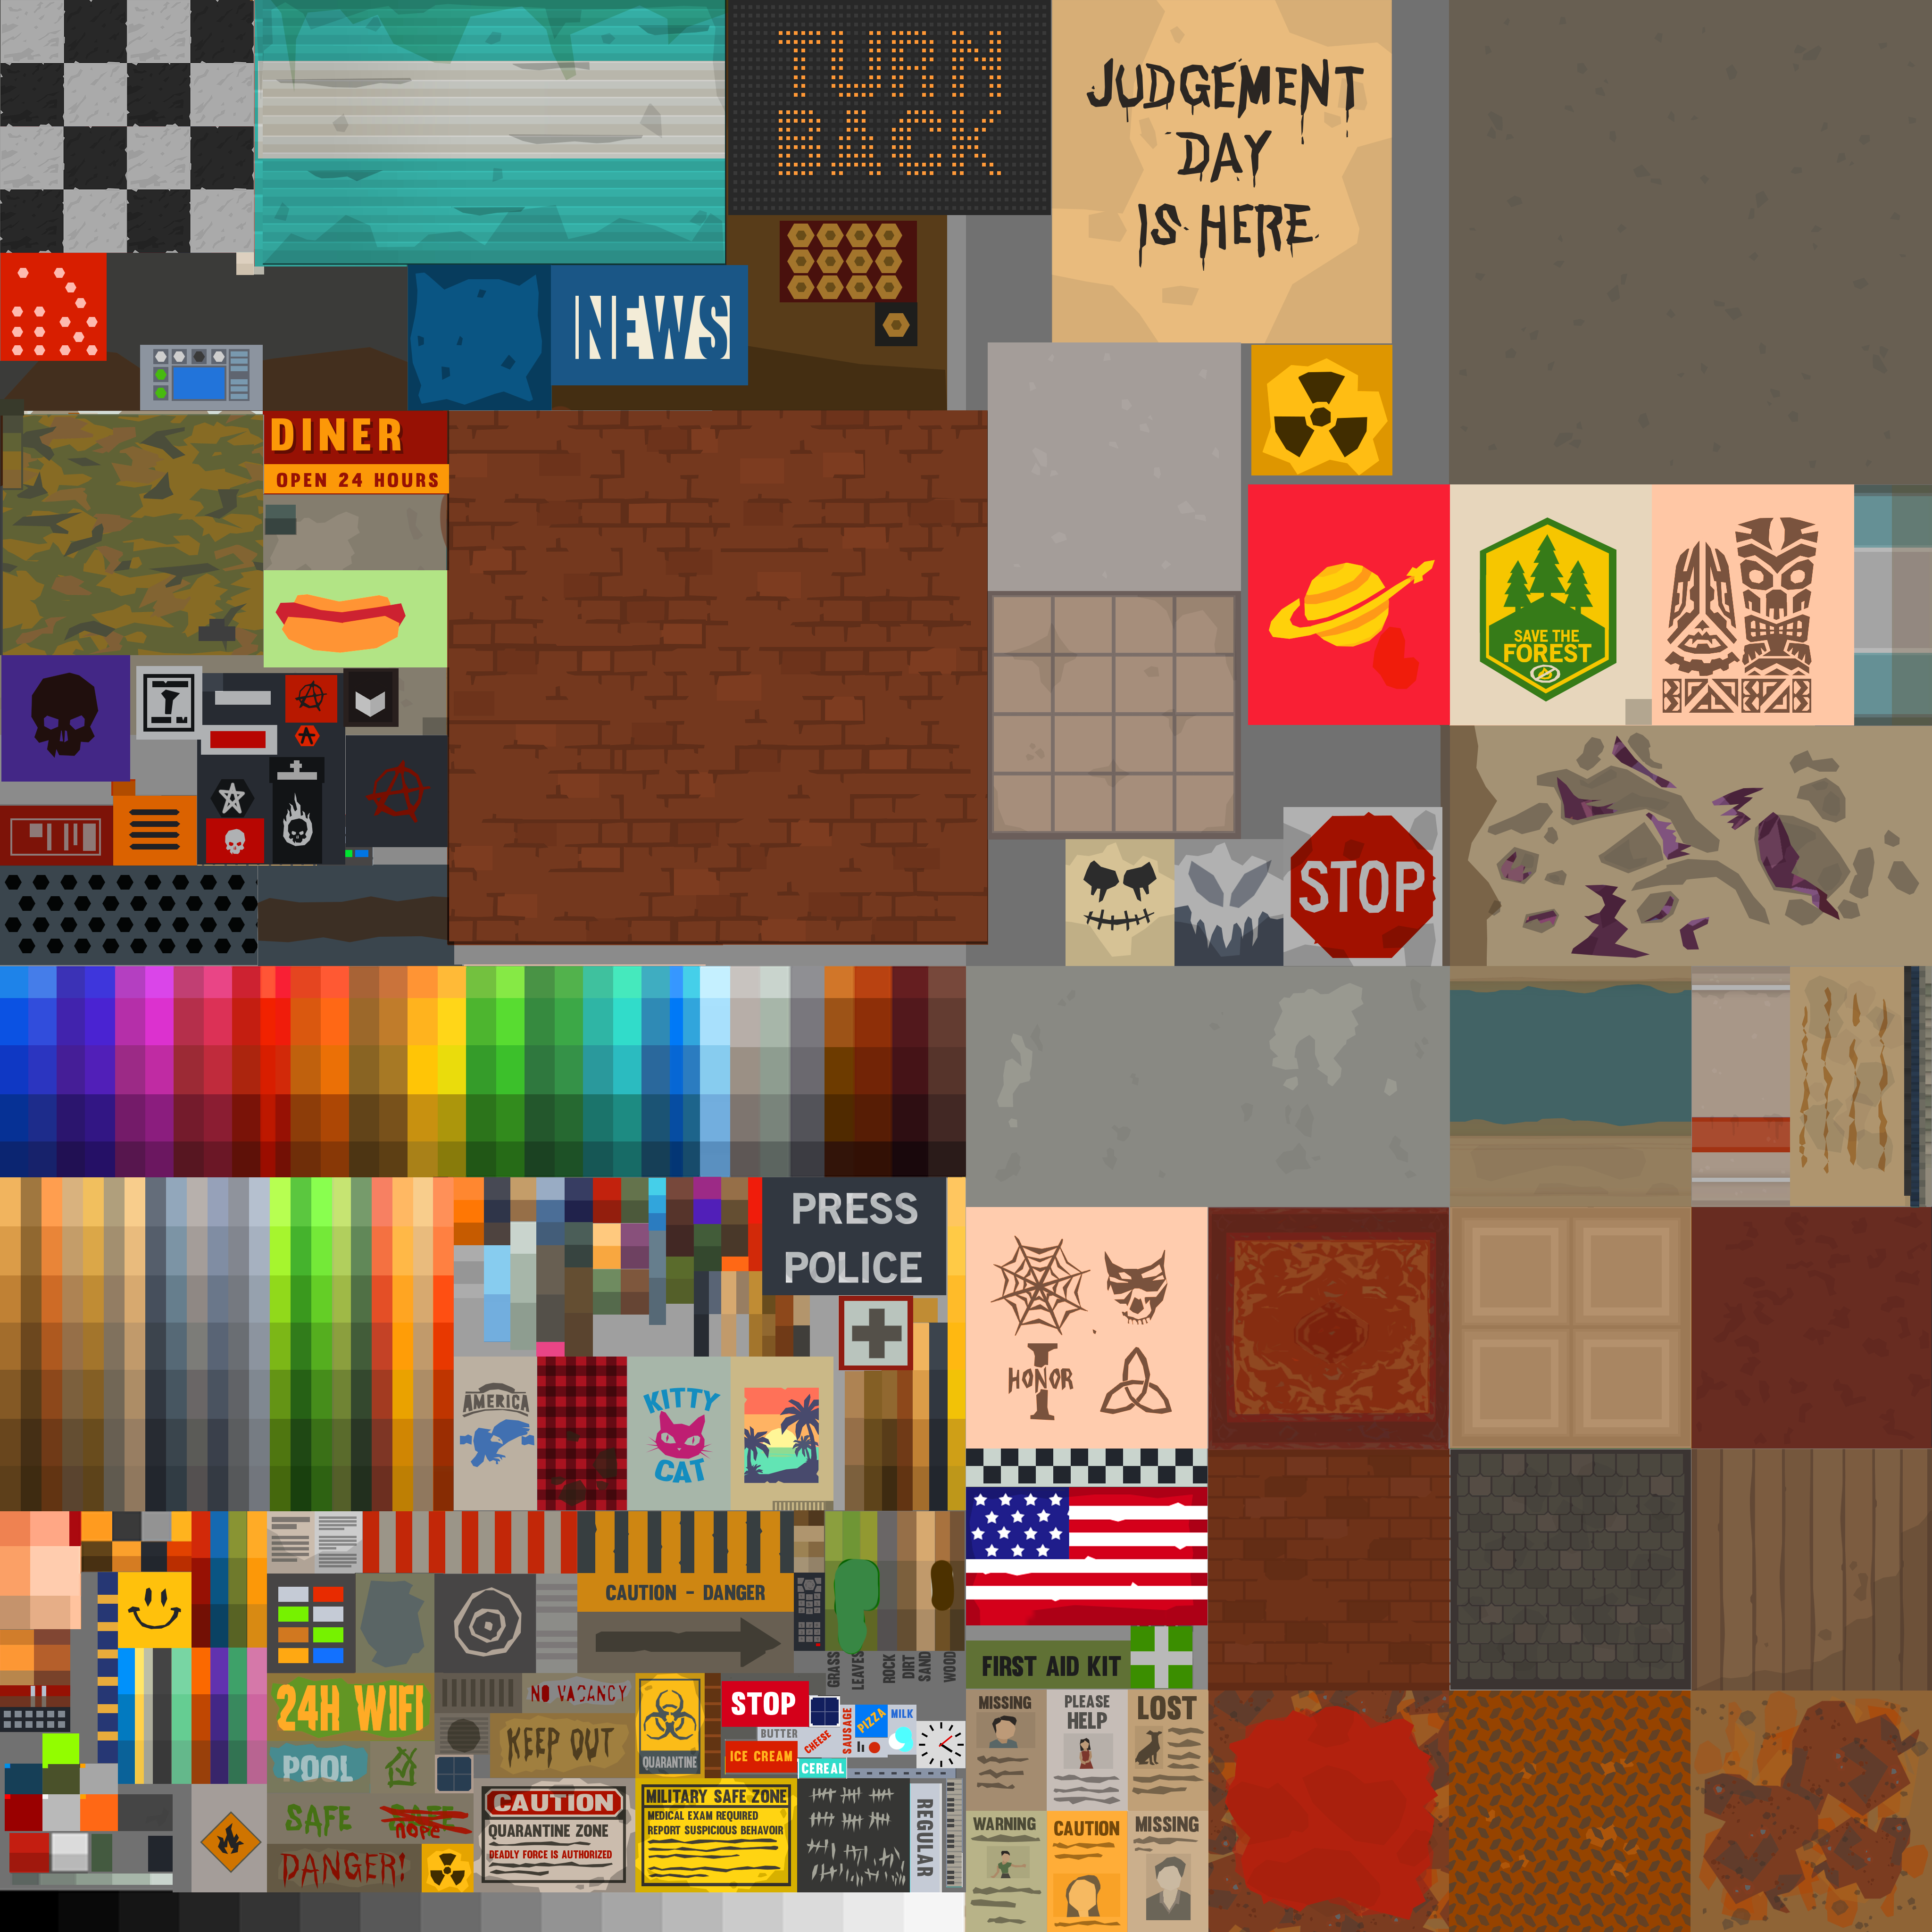 TURN
BACK
JUDGEMENT
DAY
IS HERE
NEWS
DINER
OPEN 24 HOURS
SAVE THE
FOREST
STOP
PRESS
POLICE
AMERICA
KITTY
CAT
HONOR
CAUTION - DANGER
GRASS
LEAVES
ROCK
DIRT
SAND
WOOD
FIRST AID KIT
24H WIFI
NO VACANCY
KEEP OUT
QUARANTINE
STOP
BUTTER
ICE CREAM
CHEESE
SAUSAGE
PIZZA
MILK
CEREAL
POOL
SAFE
SAFE
nope
DANGER!
CAUTION
QUARANTINE ZONE
DEADLY FORCE IS AUTHORIZED
MILITARY SAFE ZONE
MEDICAL EXAM REQUIRED
REPORT SUSPICIOUS BEHAVOIR
REGULAR
MISSING
PLEASE
HELP
LOST
WARNING
CAUTION
MISSING